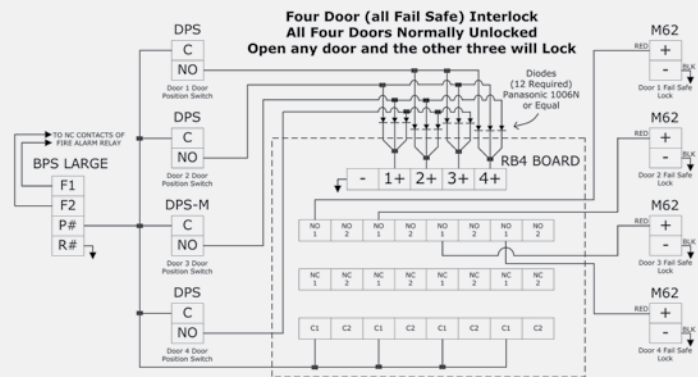 Four Door (all Fail Safe) Interlock
All Four Doors Normally Unlocked
Open any door and the other three will Lock
DPS
C
NO
Door 1 Door
Position Switch
DPS
C
NO
Door 2 Door
Position Switch
DPS-M
C
NO
Door 3 Door
Position Switch
DPS
C
NO
Door 4 Door
Position Switch
TO NC CONTACTS OF
FIRE ALARM RELAY
BPS LARGE
F1
F2
P#
R#
Diodes
(12 Required)
Panasonic 1006N
or Equal
RB4 BOARD
- 1+ 2+ 3+ 4+
NO 1 NO 2 NO 1 NO 2 NO 1 NO 2 NO 1 NO 2
NC 1 NC 2 NC 1 NC 2 NC 1 NC 2 NC 1 NC 2
C1 C2 C1 C2 C1 C2 C1 C2
M62
RED +
- BLK
Door 1 Fail Safe
Lock
M62
RED +
- BLK
Door 2 Fail Safe
Lock
M62
RED +
- BLK
Door 3 Fail Safe
Lock
M62
RED +
- BLK
Door 4 Fail Safe
Lock